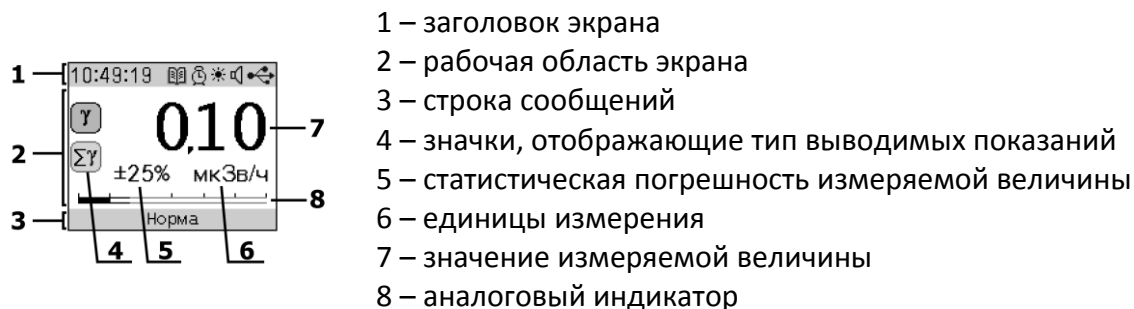 1 – заголовок экрана
2 – рабочая область экрана
3 – строка сообщений
4 – значки, отображающие тип выводимых показаний
5 – статистическая погрешность измеряемой величины
6 – единицы измерения
7 – значение измеряемой величины
8 – аналоговый индикатор
1 10:49:19
γ 0,10 7
2 Σγ
±25% мкЗв/ч
8
3 Норма
4 5 6